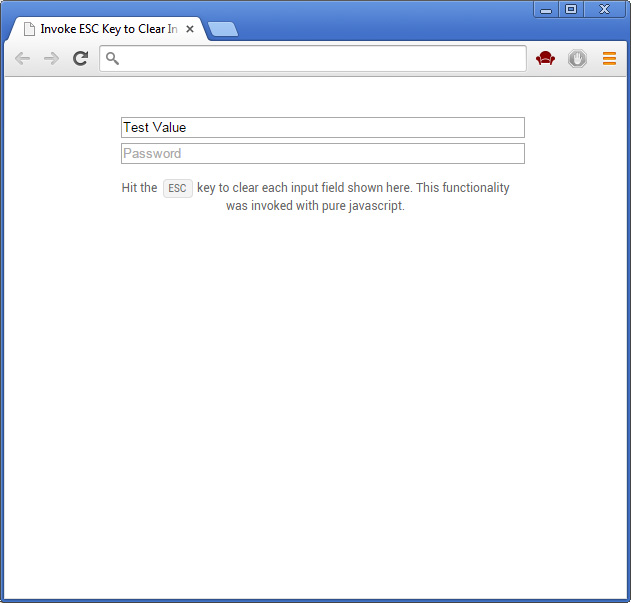 Invoke ESC Key to Clear In
Test Value
Password
Hit the ESC key to clear each input field shown here. This functionality
was invoked with pure javascript.